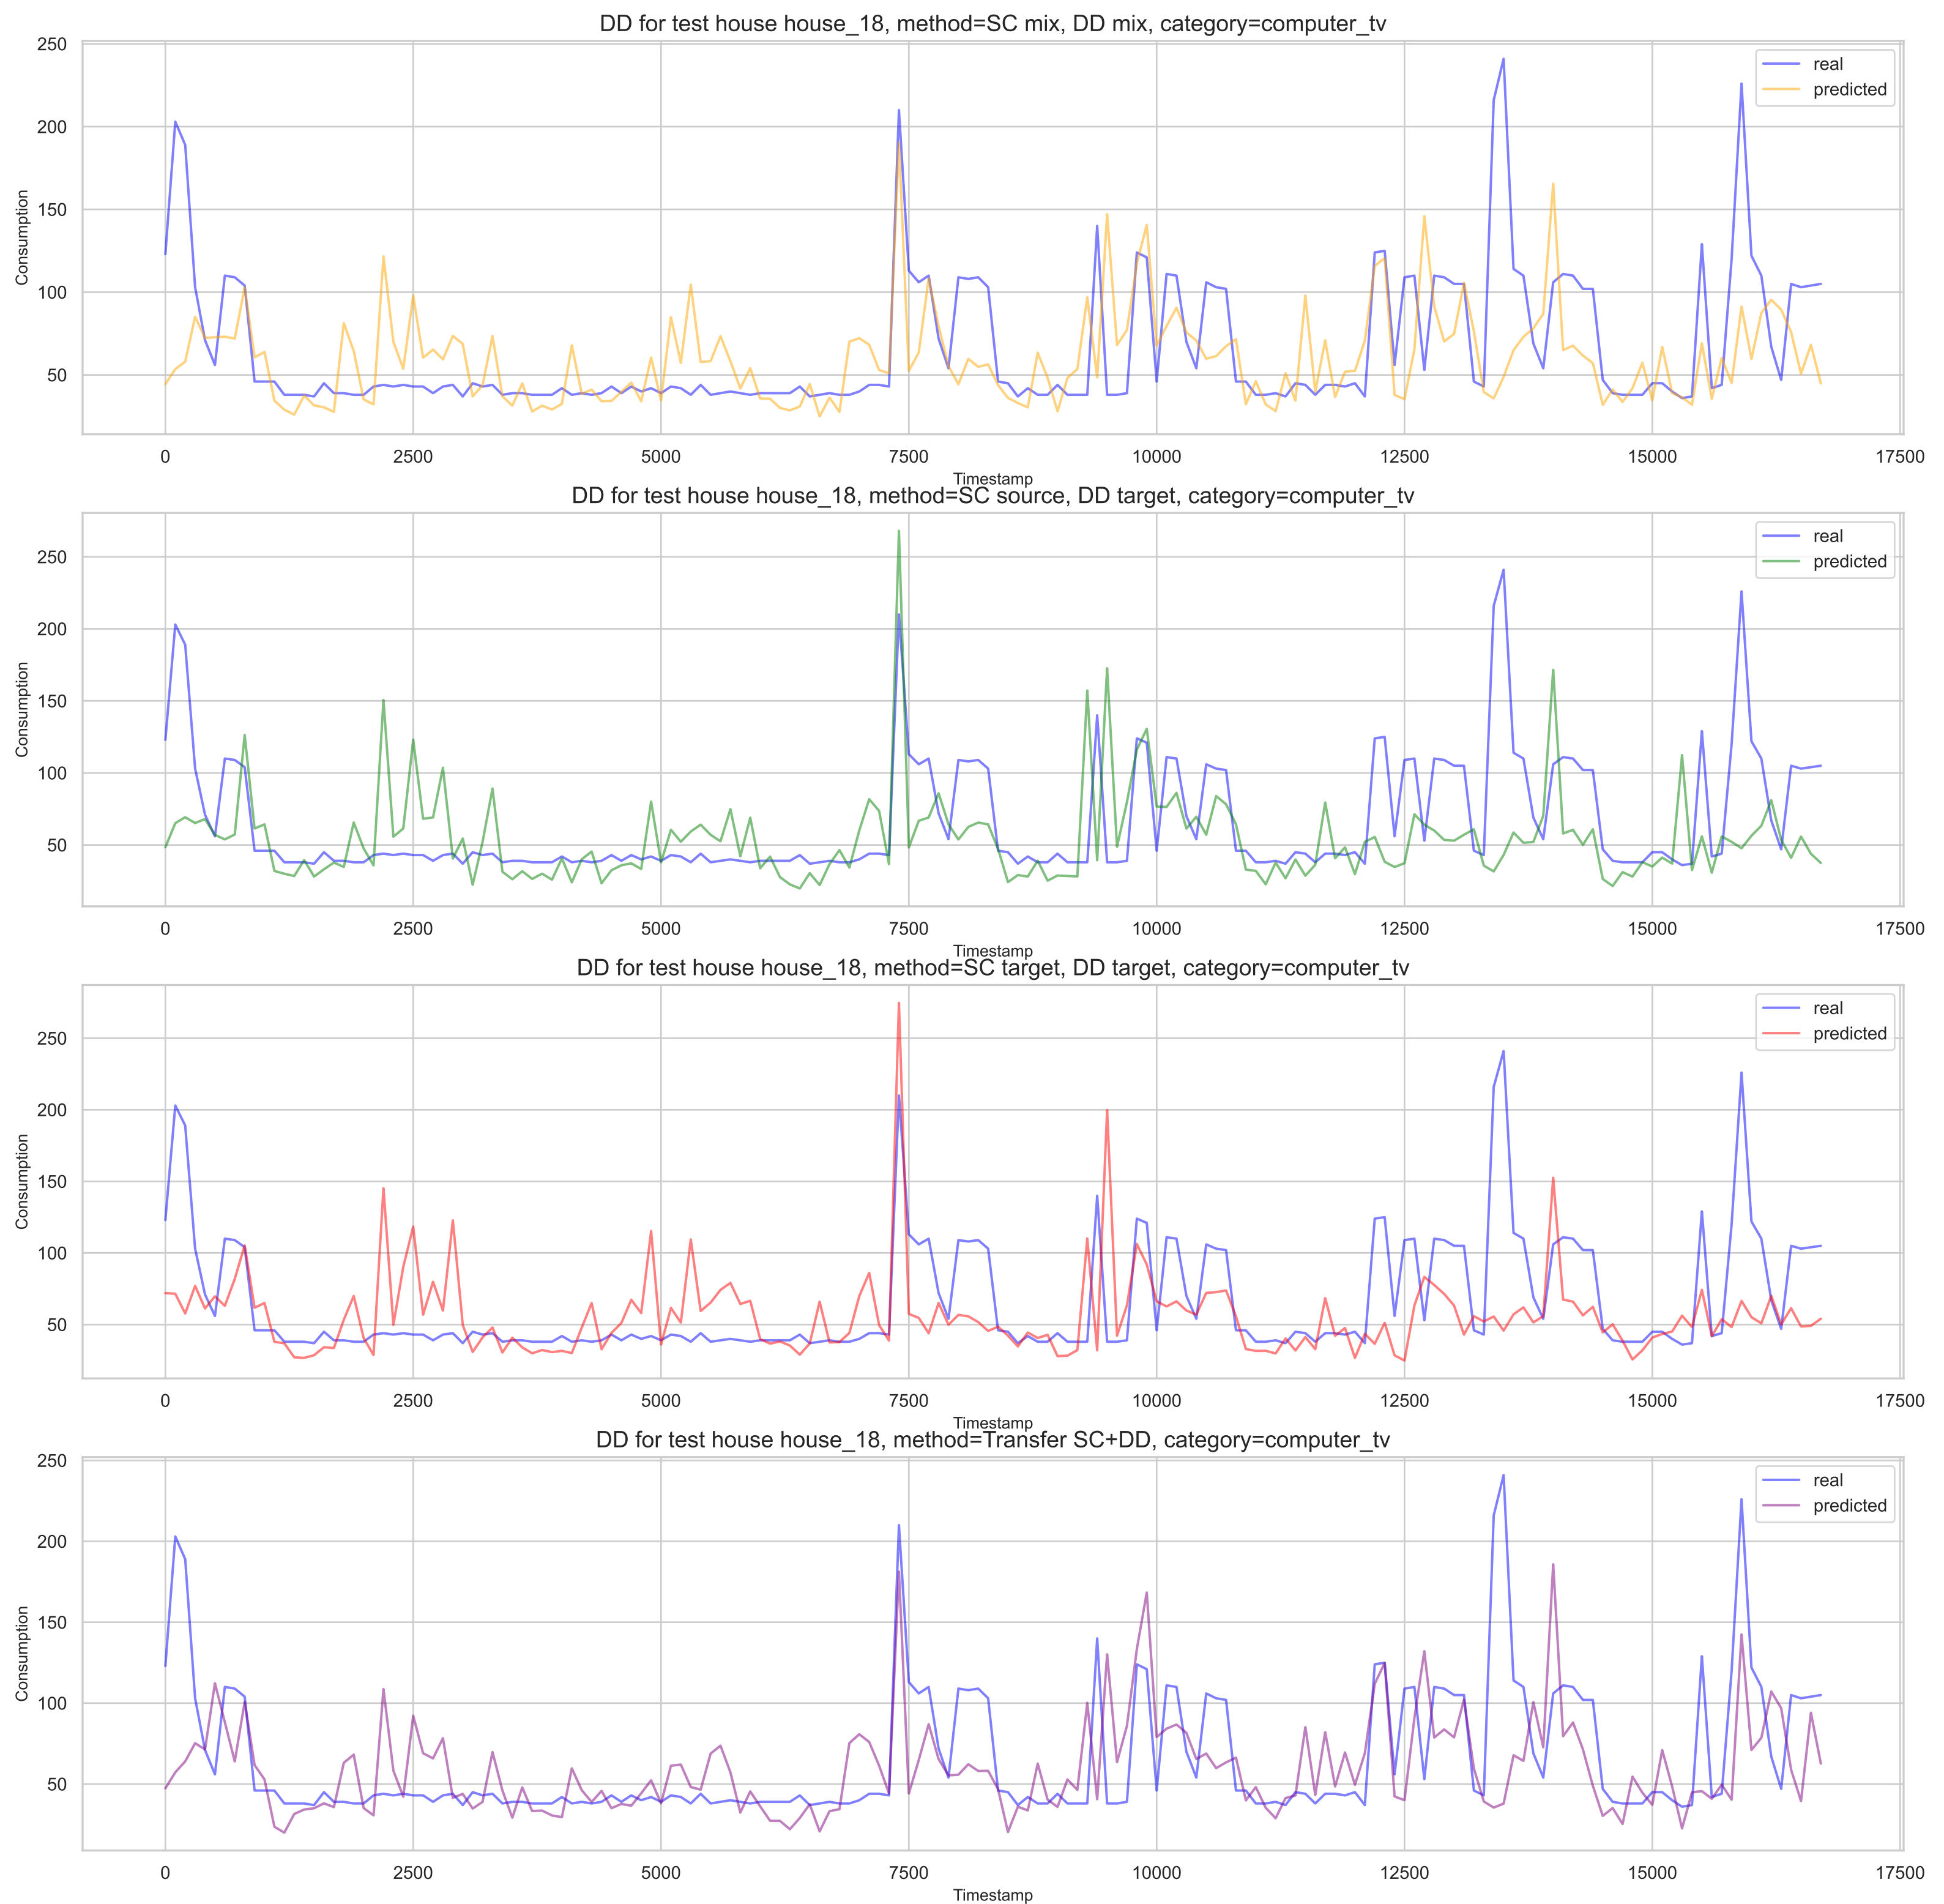 DD for test house house_18, method=SC mix, DD mix, category=computer_tv
250
200
150
100
50
Consumption
real
predicted
0 2500 5000 7500 10000 12500 15000 17500
Timestamp
DD for test house house_18, method=SC source, DD target, category=computer_tv
250
200
150
100
50
Consumption
real
predicted
0 2500 5000 7500 10000 12500 15000 17500
Timestamp
DD for test house house_18, method=SC target, DD target, category=computer_tv
250
200
150
100
50
Consumption
real
predicted
0 2500 5000 7500 10000 12500 15000 17500
Timestamp
DD for test house house_18, method=Transfer SC+DD, category=computer_tv
250
200
150
100
50
Consumption
real
predicted
0 2500 5000 7500 10000 12500 15000 17500
Timestamp